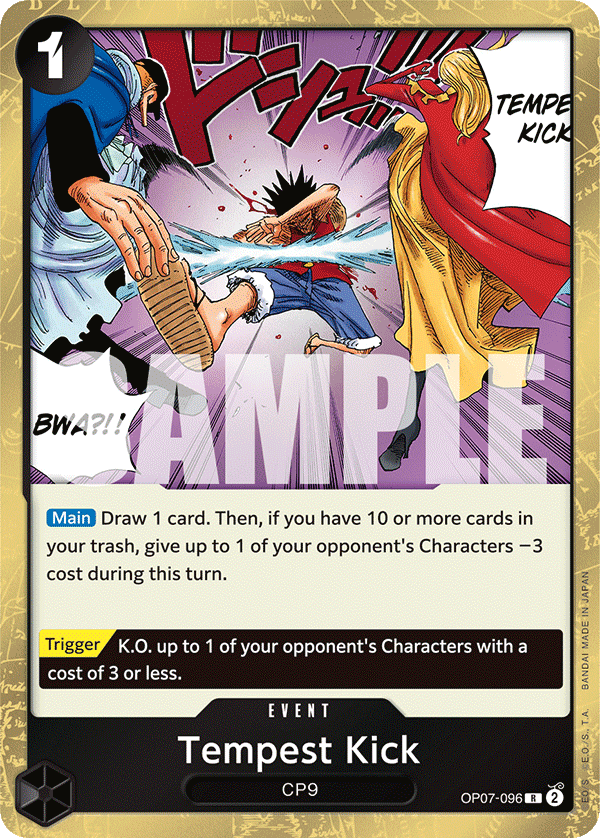 1
ドドシュ!!!
TEMPE
KICK
BWA?!!
SAMPLE
Main Draw 1 card. Then, if you have 10 or more cards in
your trash, give up to 1 of your opponent's Characters −3
cost during this turn.
Trigger K.O. up to 1 of your opponent's Characters with a
cost of 3 or less.
EVENT
Tempest Kick
CP9
OP07-096 R 2
E.O./S. T.A. BANDAI MADE IN JAPAN